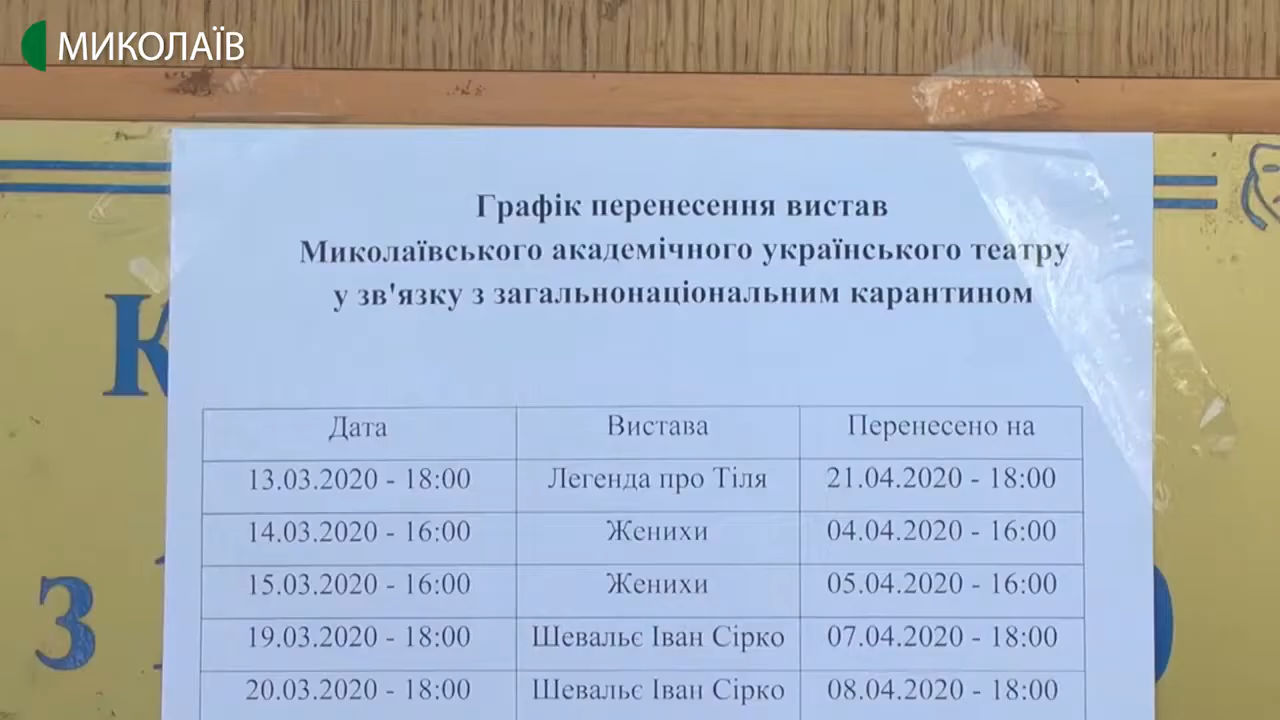 МИКОЛАЇВ
Графік перенесення вистав
Миколаївського академічного українського театру
у зв'язку з загальнонаціональним карантином
К
Дата Вистава Перенесено на
13.03.2020 - 18:00 Легенда про Тіля 21.04.2020 - 18:00
14.03.2020 - 16:00 Женихи 04.04.2020 - 16:00
15.03.2020 - 16:00 Женихи 05.04.2020 - 16:00
З
19.03.2020 - 18:00 Шевальє Іван Сірко 07.04.2020 - 18:00
20.03.2020 - 18:00 Шевальє Іван Сірко 08.04.2020 - 18:00